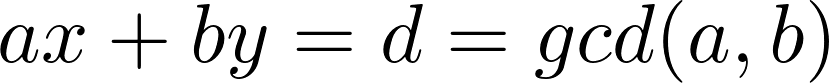 ax + by = d = gcd(a, b)